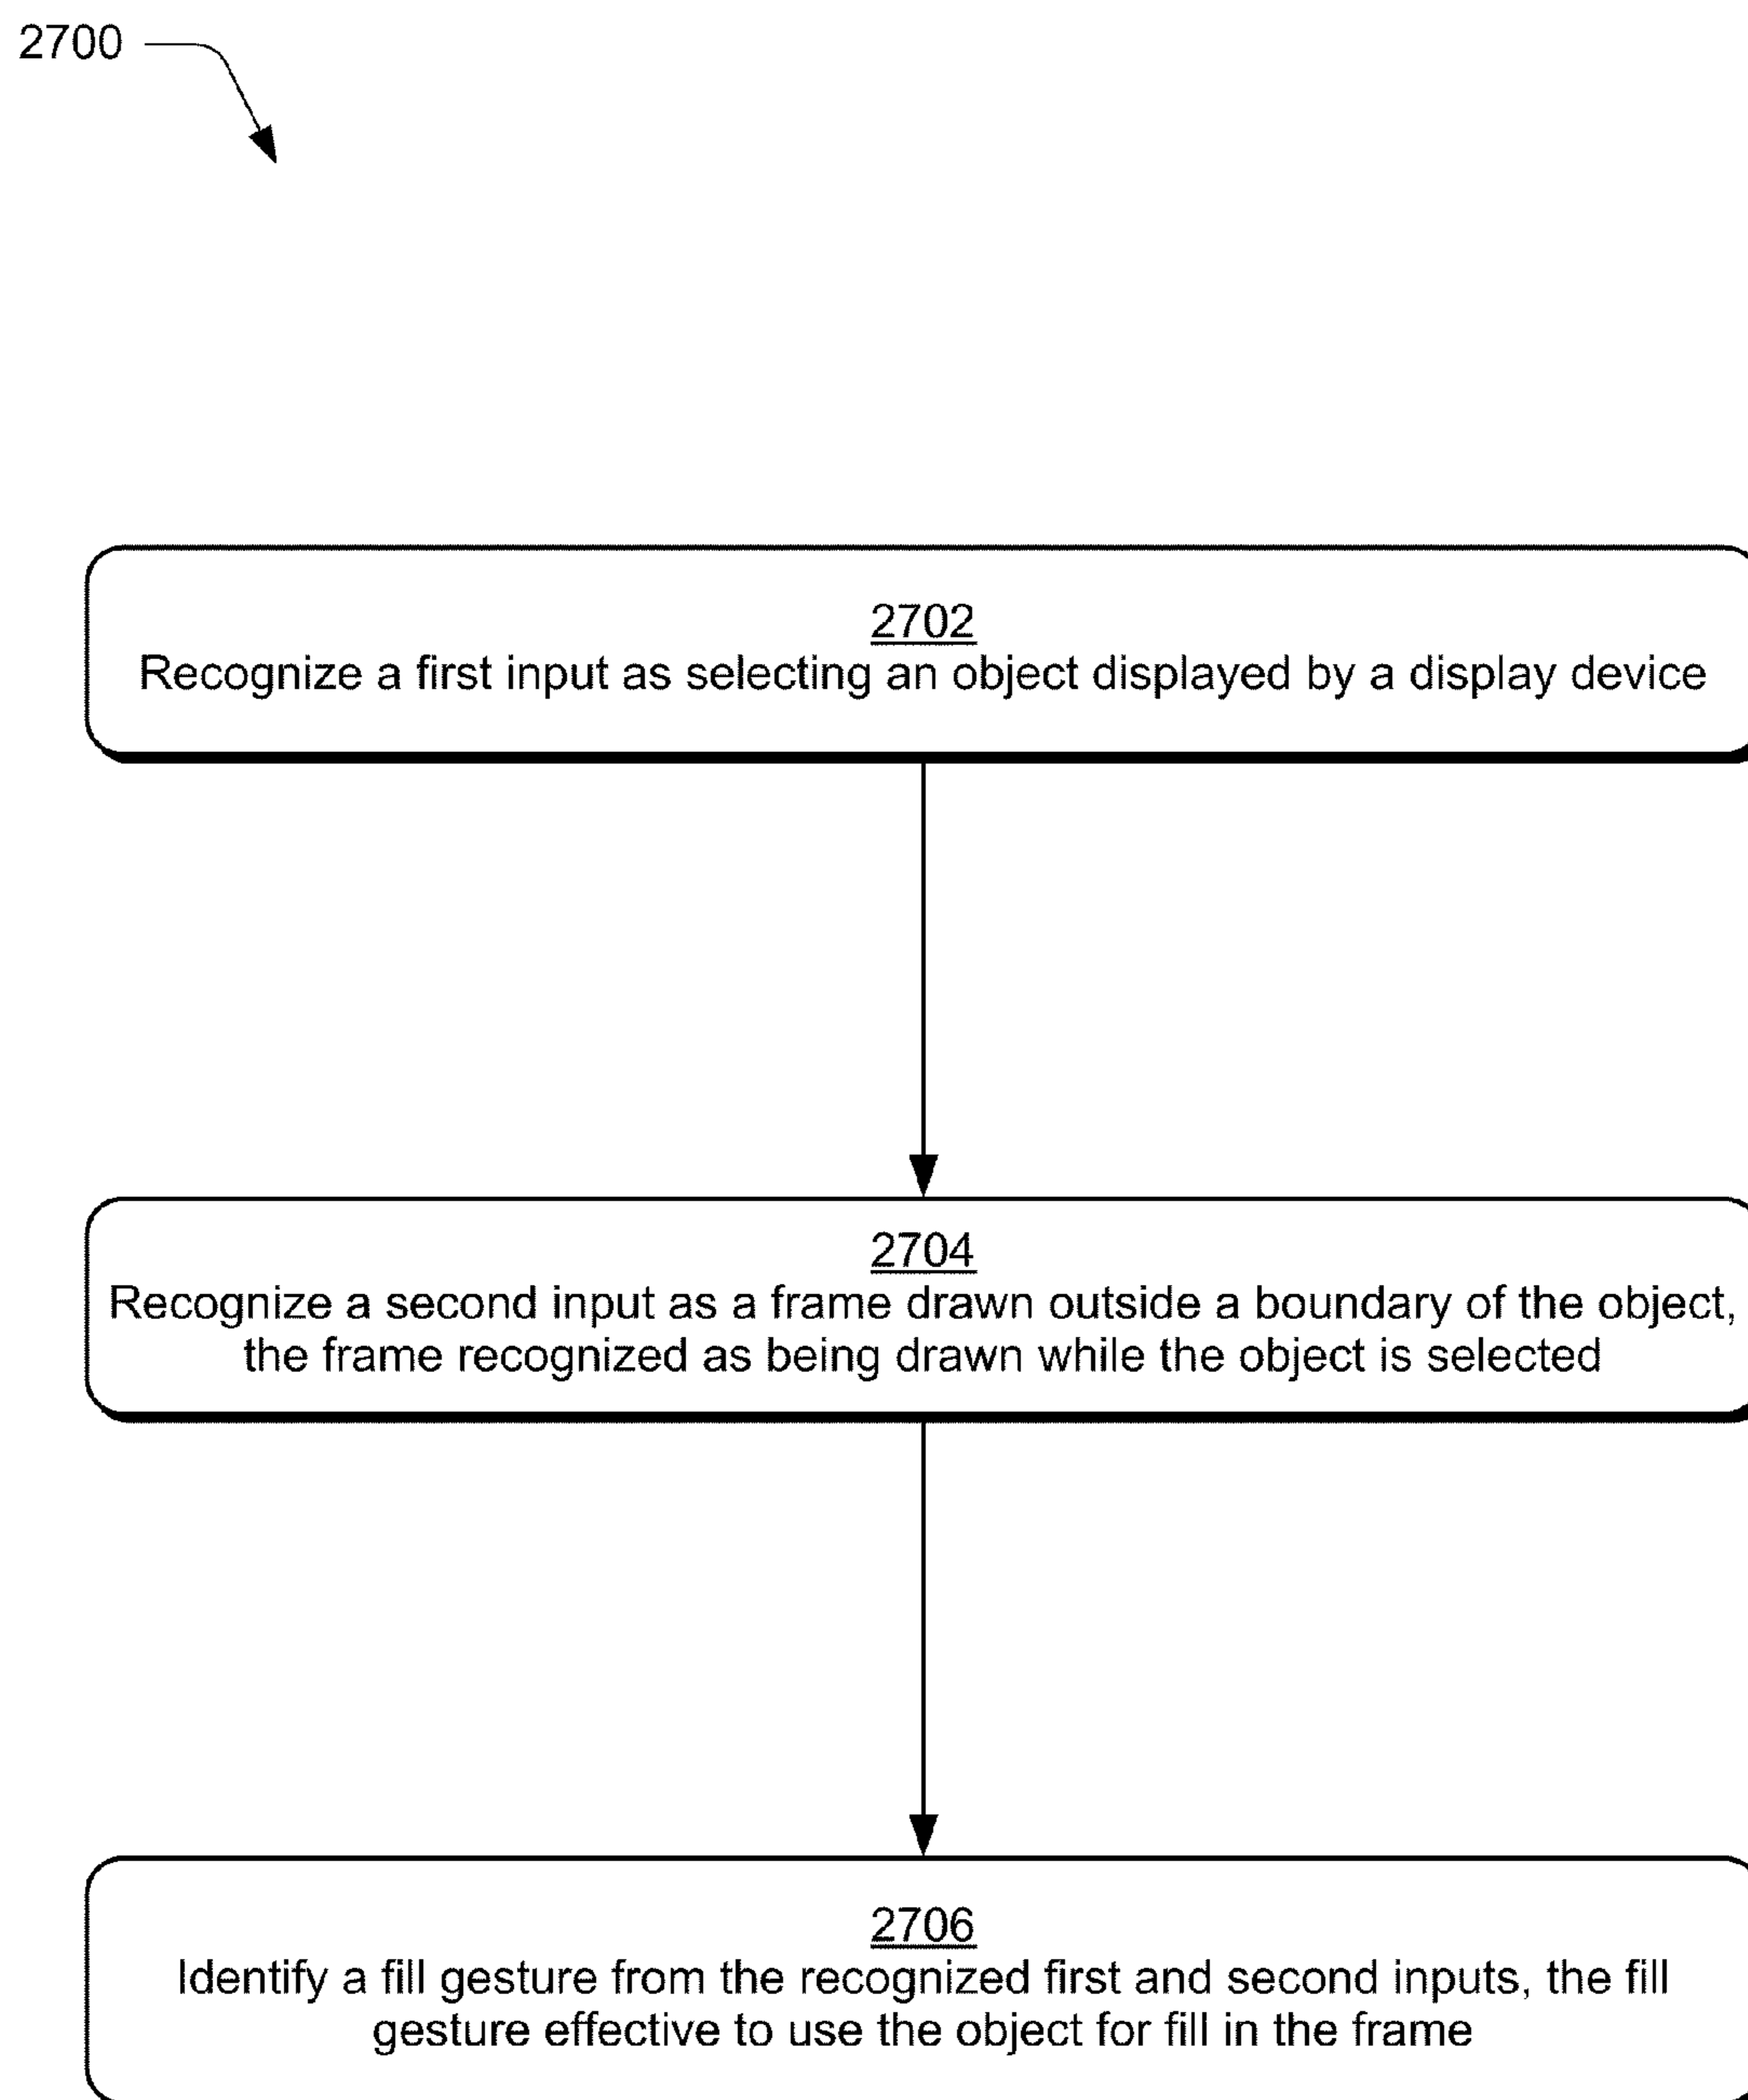 2700
2702
Recognize a first input as selecting an object displayed by a display device
2704
Recognize a second input as a frame drawn outside a boundary of the object,
the frame recognized as being drawn while the object is selected
2706
Identify a fill gesture from the recognized first and second inputs, the fill
gesture effective to use the object for fill in the frame